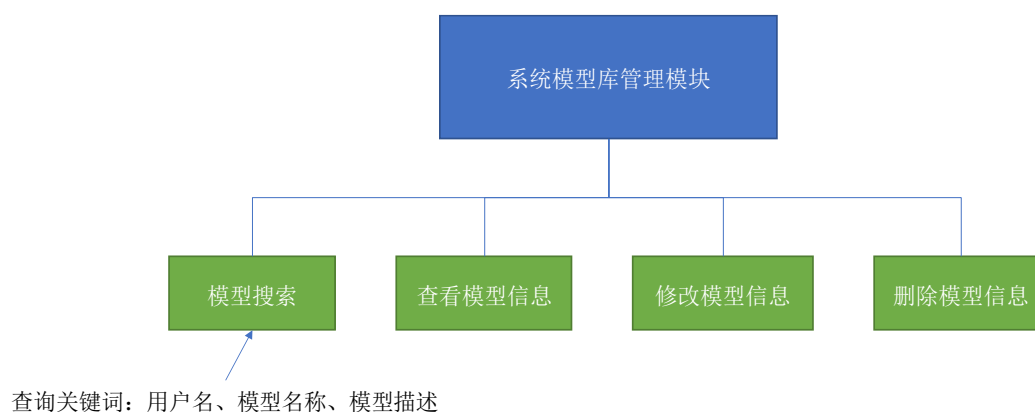 系统模型库管理模块
模型搜索
查看模型信息
修改模型信息
删除模型信息
查询关键词：用户名、模型名称、模型描述